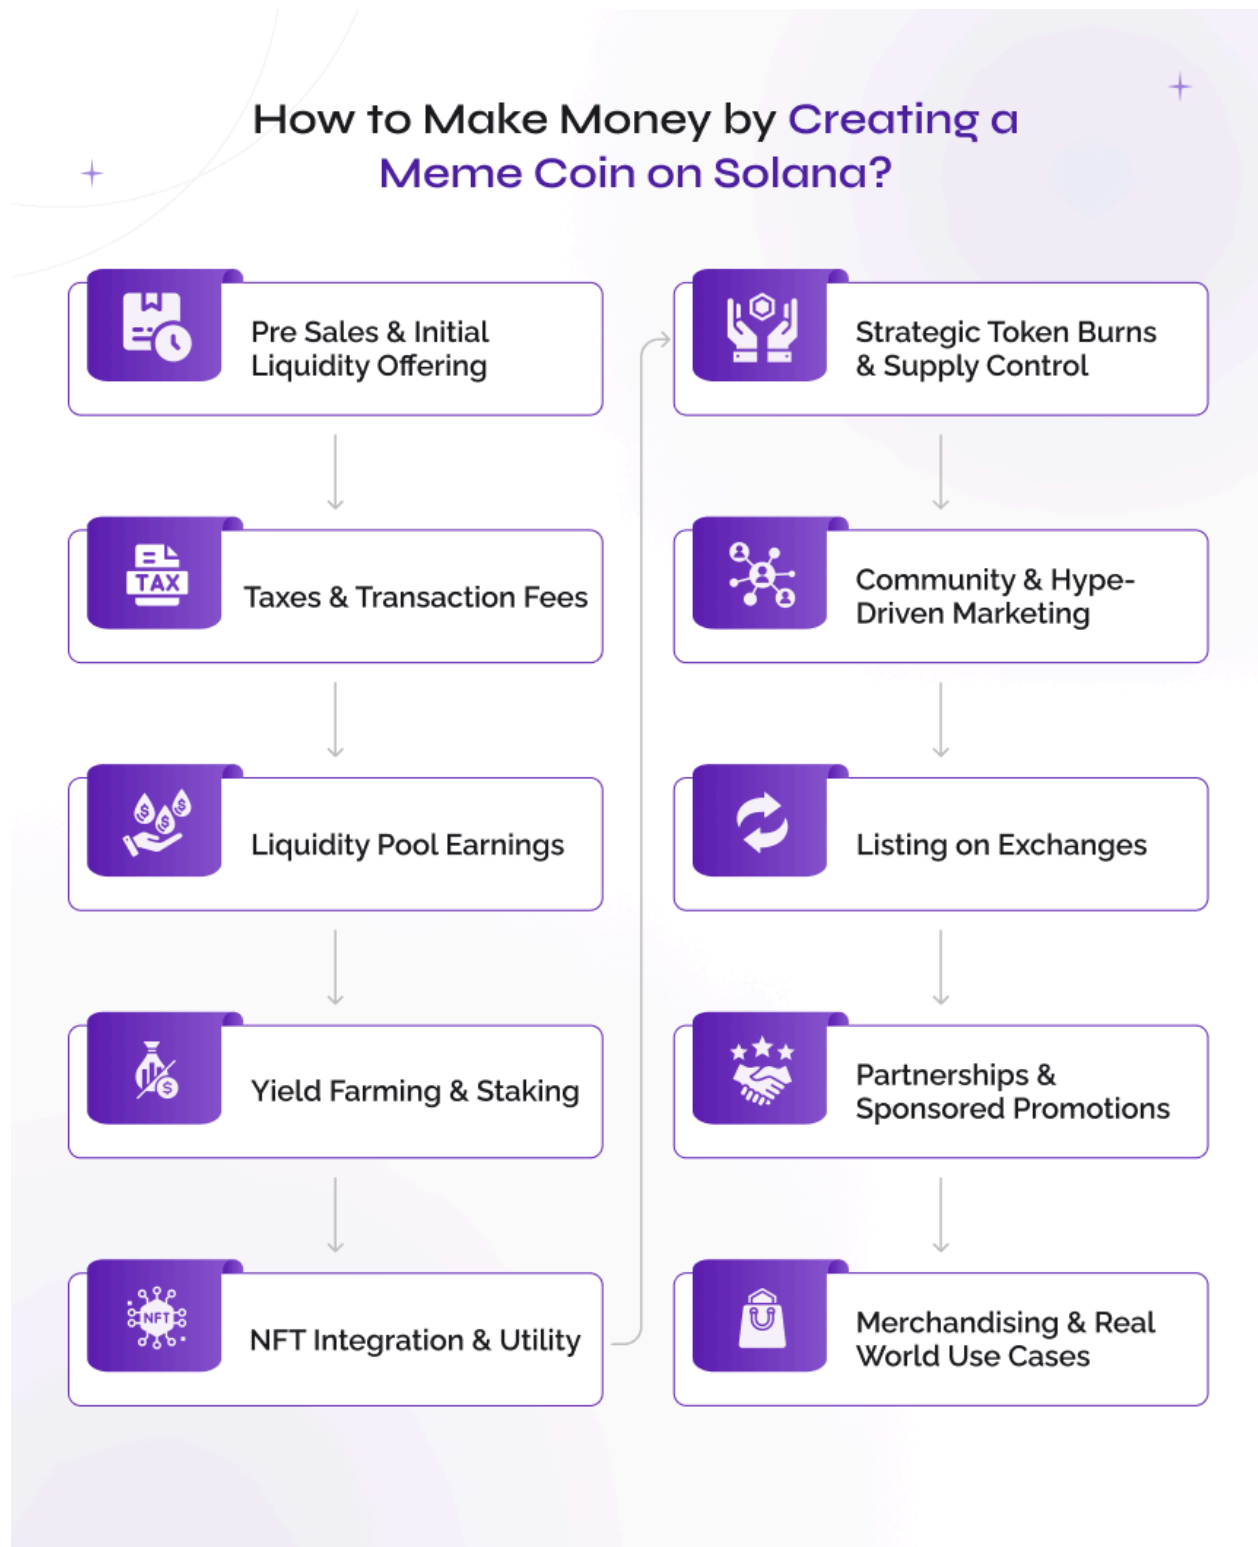 How to Make Money by Creating a
Meme Coin on Solana?
Pre Sales & Initial
Liquidity Offering
TAX
Taxes & Transaction Fees
Liquidity Pool Earnings
Yield Farming & Staking
NFT
NFT Integration & Utility
Strategic Token Burns
& Supply Control
Community & Hype-
Driven Marketing
Listing on Exchanges
Partnerships &
Sponsored Promotions
Merchandising & Real
World Use Cases